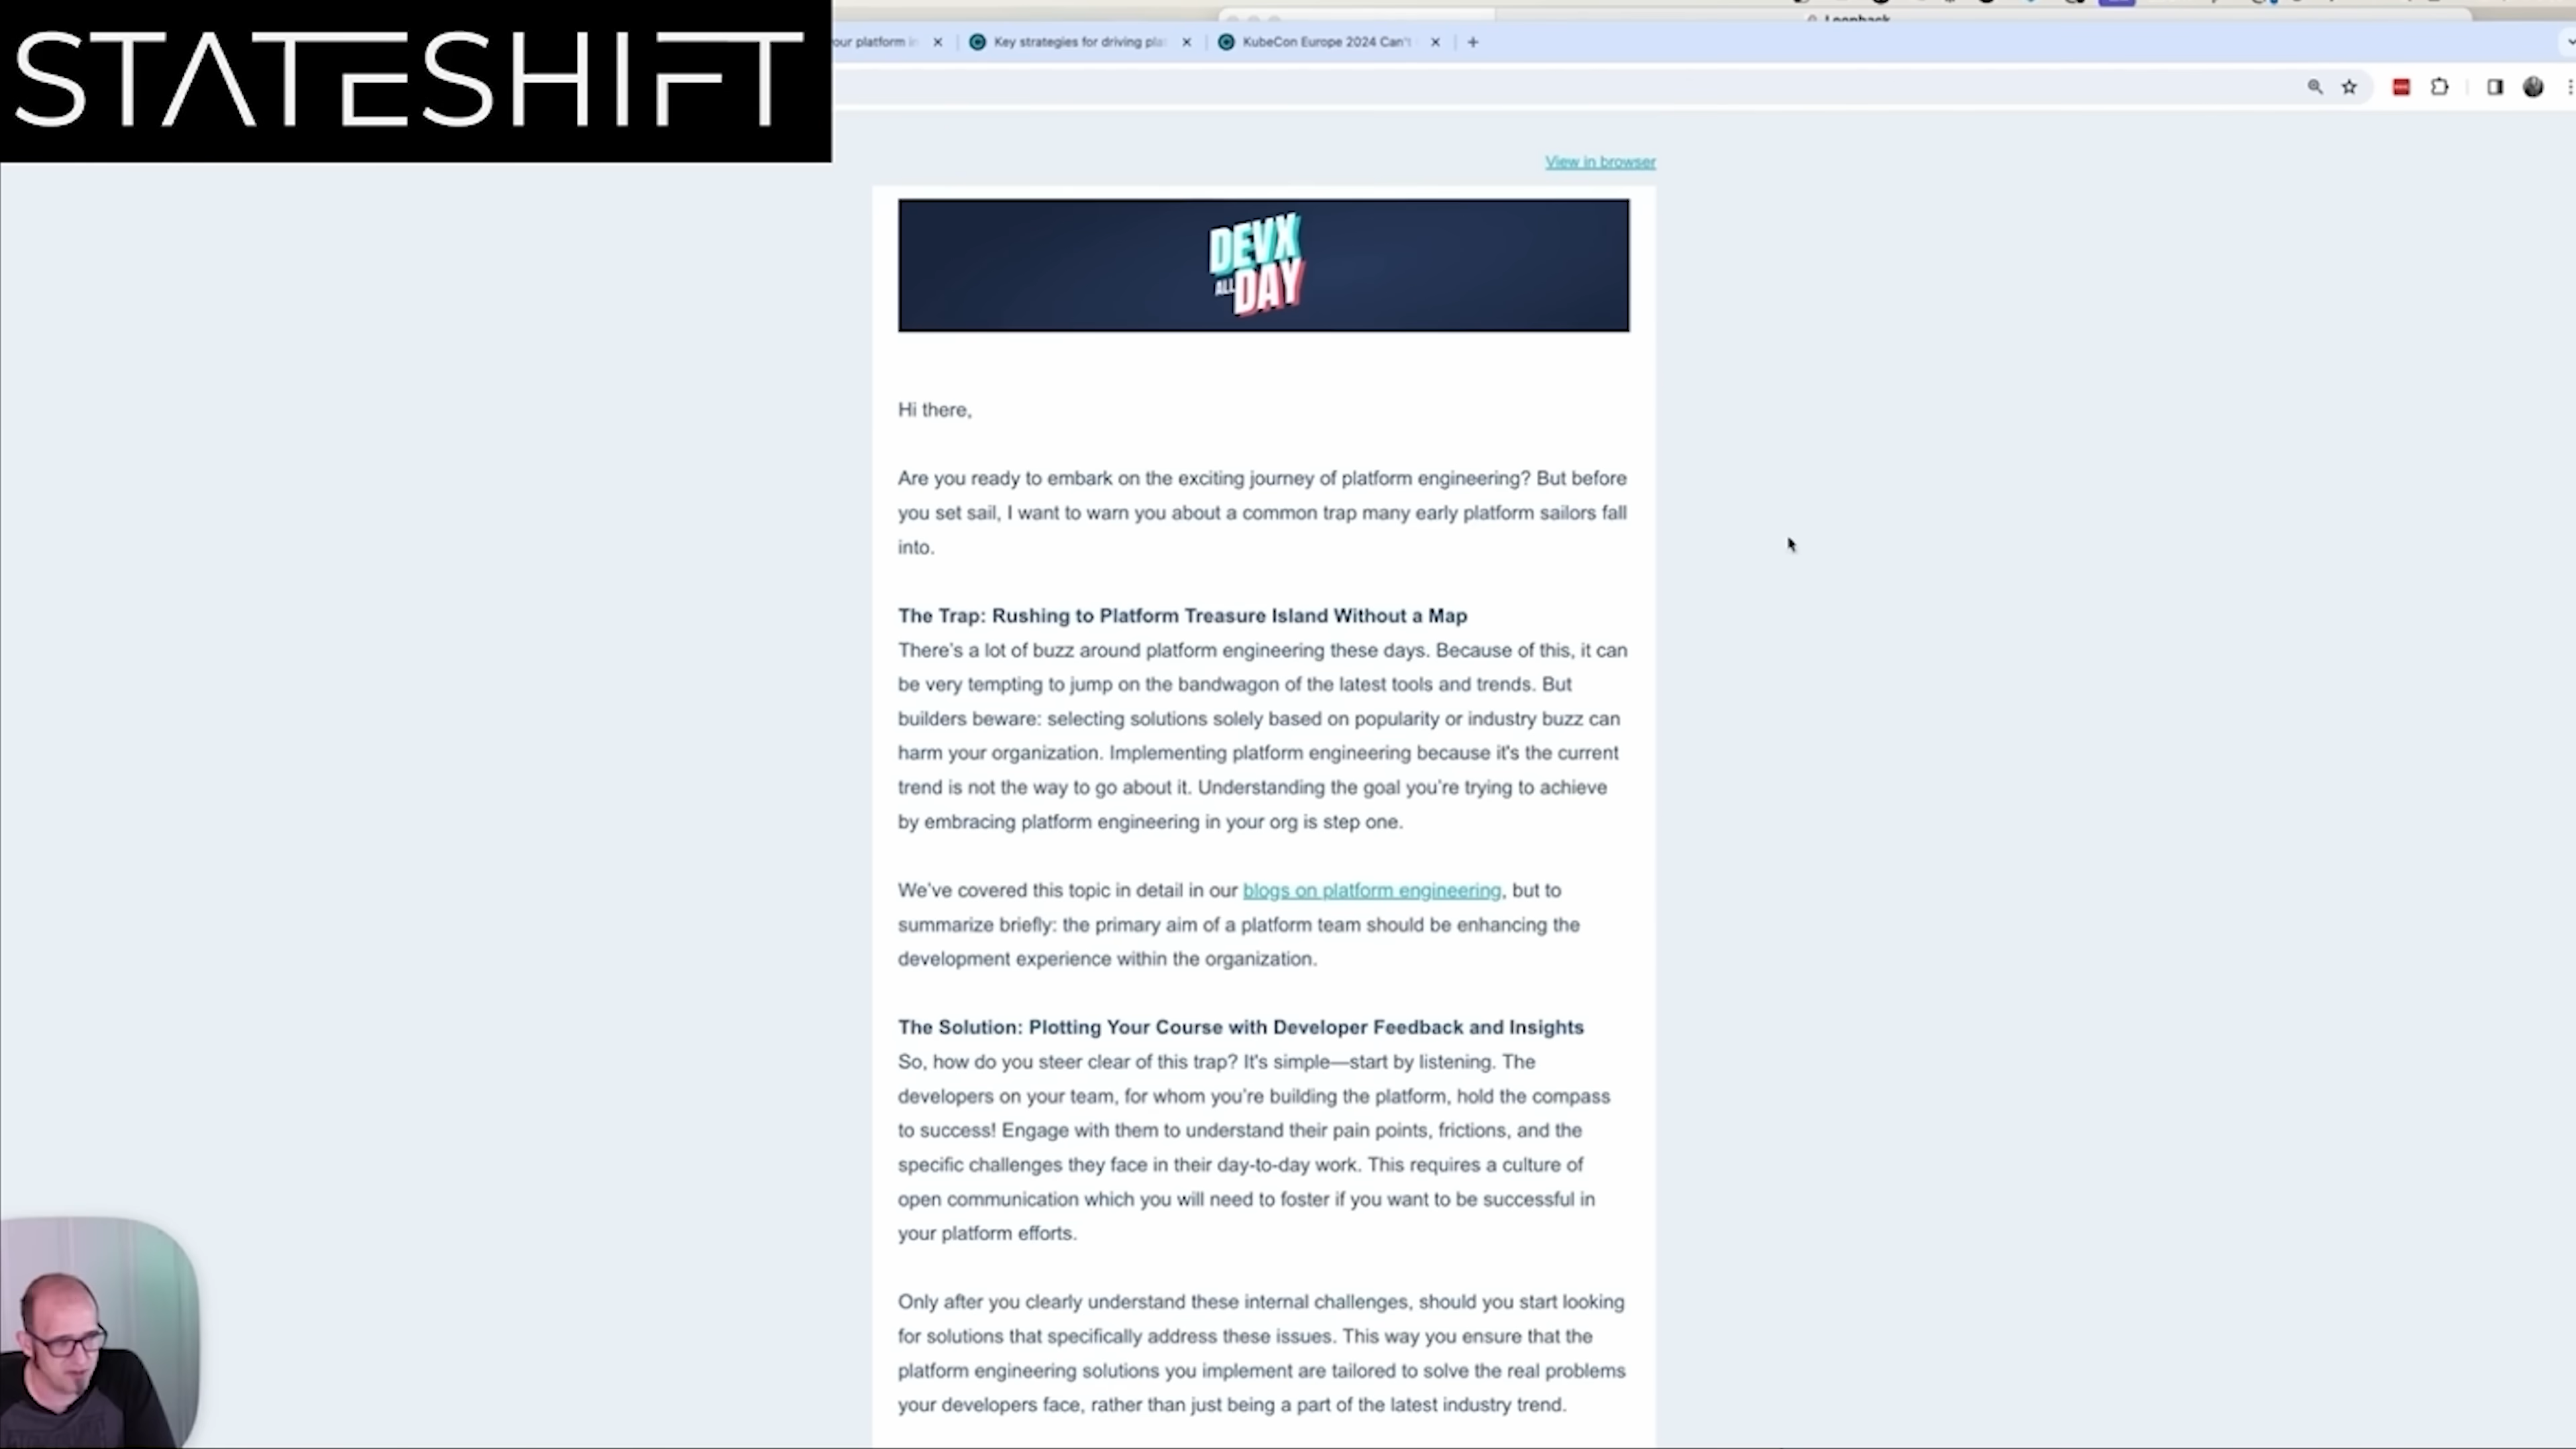 STATESHIFT
our platform in
Key strategies for driving pla
KubeCon Europe 2024 Can't
View in browser
DEVX
ALL DAY
Hi there,
Are you ready to embark on the exciting journey of platform engineering? But before
you set sail, I want to warn you about a common trap many early platform sailors fall
into.
The Trap: Rushing to Platform Treasure Island Without a Map
There's a lot of buzz around platform engineering these days. Because of this, it can
be very tempting to jump on the bandwagon of the latest tools and trends. But
builders beware: selecting solutions solely based on popularity or industry buzz can
harm your organization. Implementing platform engineering because it's the current
trend is not the way to go about it. Understanding the goal you're trying to achieve
by embracing platform engineering in your org is step one.
We've covered this topic in detail in our blogs on platform engineering, but to
summarize briefly: the primary aim of a platform team should be enhancing the
development experience within the organization.
The Solution: Plotting Your Course with Developer Feedback and Insights
So, how do you steer clear of this trap? It's simple—start by listening. The
developers on your team, for whom you're building the platform, hold the compass
to success! Engage with them to understand their pain points, frictions, and the
specific challenges they face in their day-to-day work. This requires a culture of
open communication which you will need to foster if you want to be successful in
your platform efforts.
Only after you clearly understand these internal challenges, should you start looking
for solutions that specifically address these issues. This way you ensure that the
platform engineering solutions you implement are tailored to solve the real problems
your developers face, rather than just being a part of the latest industry trend.